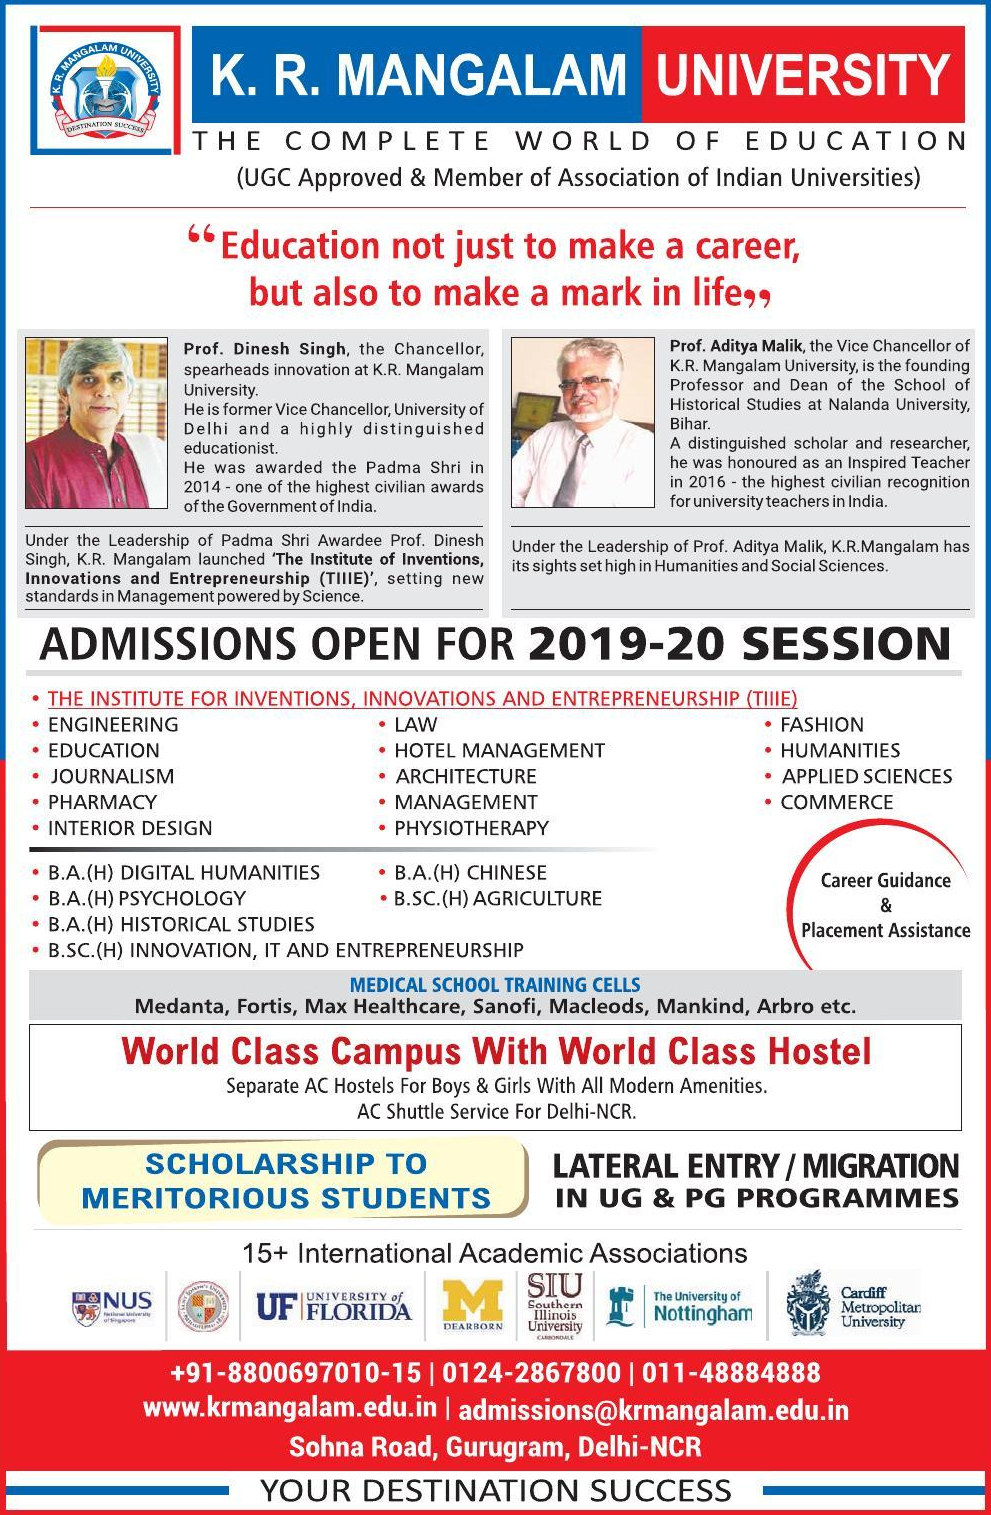 K. R. MANGALAM UNIVERSITY
DESTINATION SUCCESS
K. R. MANGALAM UNIVERSITY
THE COMPLETE WORLD OF EDUCATION
(UGC Approved & Member of Association of Indian Universities)
“Education not just to make a career,
but also to make a mark in life”
Prof. Dinesh Singh, the Chancellor,
spearheads innovation at K.R. Mangalam
University.
He is former Vice Chancellor, University of
Delhi and a highly distinguished
educationist.
He was awarded the Padma Shri in
2014 - one of the highest civilian awards
of the Government of India.
Under the Leadership of Padma Shri Awardee Prof. Dinesh
Singh, K.R. Mangalam launched ‘The Institute of Inventions,
Innovations and Entrepreneurship (TIIIE)’, setting new
standards in Management powered by Science.
Prof. Aditya Malik, the Vice Chancellor of
K.R. Mangalam University, is the founding
Professor and Dean of the School of
Historical Studies at Nalanda University,
Bihar.
A distinguished scholar and researcher,
he was honoured as an Inspired Teacher
in 2016 - the highest civilian recognition
for university teachers in India.
Under the Leadership of Prof. Aditya Malik, K.R.Mangalam has
its sights set high in Humanities and Social Sciences.
ADMISSIONS OPEN FOR 2019-20 SESSION
• THE INSTITUTE FOR INVENTIONS, INNOVATIONS AND ENTREPRENEURSHIP (TIIIE)
• ENGINEERING • LAW • FASHION
• EDUCATION • HOTEL MANAGEMENT • HUMANITIES
• JOURNALISM • ARCHITECTURE • APPLIED SCIENCES
• PHARMACY • MANAGEMENT • COMMERCE
• INTERIOR DESIGN • PHYSIOTHERAPY
• B.A.(H) DIGITAL HUMANITIES • B.A.(H) CHINESE
• B.A.(H) PSYCHOLOGY • B.SC.(H) AGRICULTURE
• B.A.(H) HISTORICAL STUDIES
• B.SC.(H) INNOVATION, IT AND ENTREPRENEURSHIP
Career Guidance
&
Placement Assistance
MEDICAL SCHOOL TRAINING CELLS
Medanta, Fortis, Max Healthcare, Sanofi, Macleods, Mankind, Arbro etc.
World Class Campus With World Class Hostel
Separate AC Hostels For Boys & Girls With All Modern Amenities.
AC Shuttle Service For Delhi-NCR.
SCHOLARSHIP TO
MERITORIOUS STUDENTS
LATERAL ENTRY / MIGRATION
IN UG & PG PROGRAMMES
15+ International Academic Associations
NUS
National University
of Singapore
UF UNIVERSITY of
FLORIDA
M
DEARBORN
SIU
Southern
Illinois
University
CARBONDALE
The University of
Nottingham
Cardiff
Metropolitan
University
+91-8800697010-15 | 0124-2867800 | 011-48884888
www.krmangalam.edu.in | admissions@krmangalam.edu.in
Sohna Road, Gurugram, Delhi-NCR
YOUR DESTINATION SUCCESS